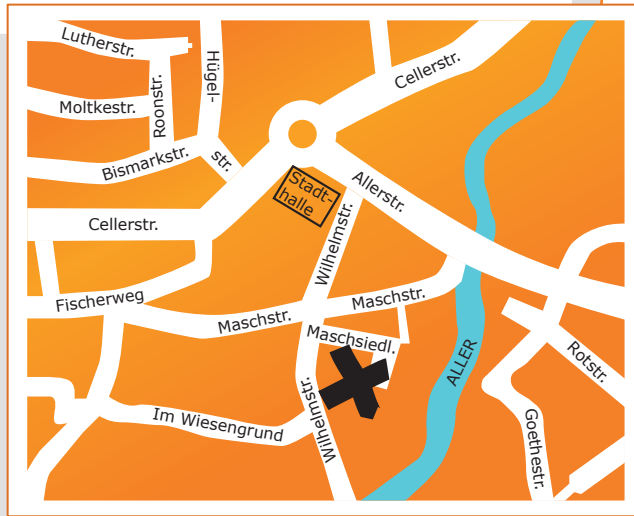 Lutherstr.
Hügel-
str.
Roonstr.
Moltkestr.
Bismarkstr.
Cellerstr.
Cellerstr.
Stadt-
halle
Allerstr.
Wilhelmstr.
Fischerweg
Maschstr.
Maschstr.
Maschsiedl.
ALLER
Rotstr.
Im Wiesengrund
Wilhelmstr.
Goethestr.